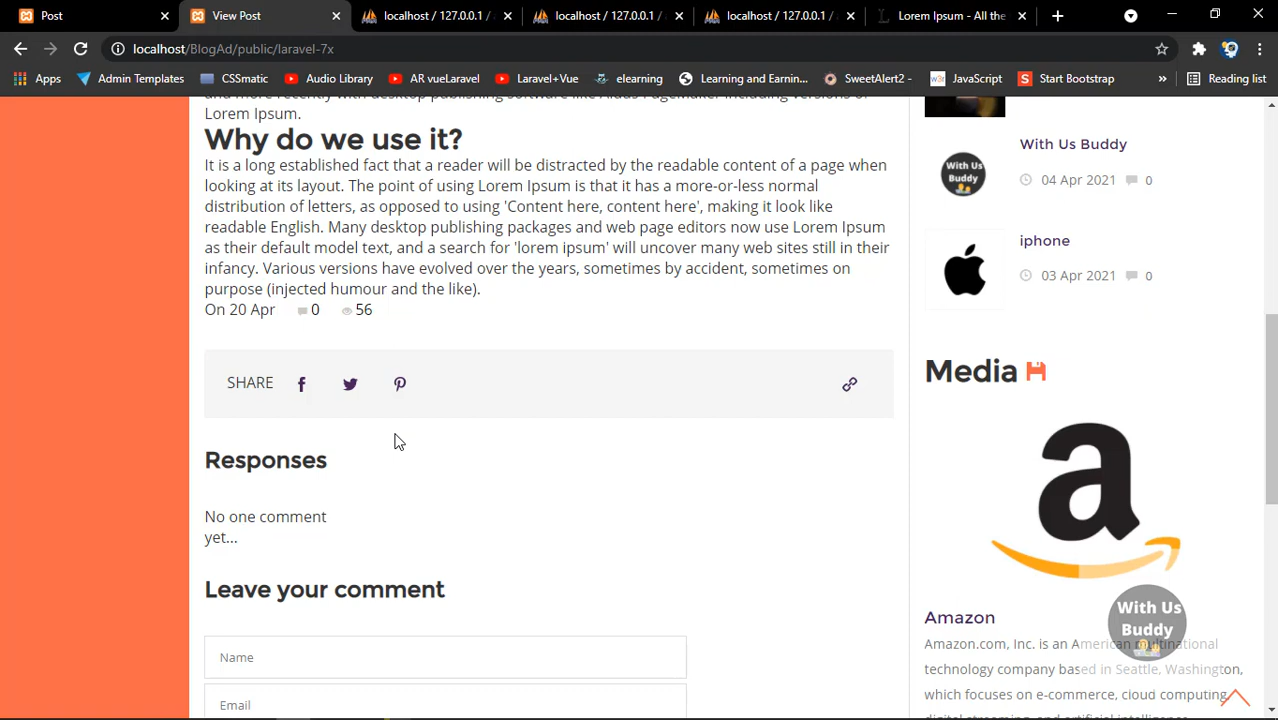 Post
View Post
localhost / 127.0.0.1 /
localhost / 127.0.0.1 /
localhost / 127.0.0.1 /
Lorem Ipsum - All the
localhost/BlogAd/public/laravel-7x
Apps
Admin Templates
CSSmatic
Audio Library
AR vueLaravel
Laravel+Vue
elearning
Learning and Earnin...
SweetAlert2 -
JavaScript
Start Bootstrap
»
Reading list
Lorem Ipsum.
Why do we use it?
It is a long established fact that a reader will be distracted by the readable content of a page when
looking at its layout. The point of using Lorem Ipsum is that it has a more-or-less normal
distribution of letters, as opposed to using 'Content here, content here', making it look like
readable English. Many desktop publishing packages and web page editors now use Lorem Ipsum
as their default model text, and a search for 'lorem ipsum' will uncover many web sites still in their
infancy. Various versions have evolved over the years, sometimes by accident, sometimes on
purpose (injected humour and the like).
On 20 Apr 0 56
SHARE
Responses
No one comment
yet...
Leave your comment
Name
Email
With Us Buddy
With Us
Buddy
04 Apr 2021 0
iphone
03 Apr 2021 0
Media
Amazon
With Us
Buddy
Amazon.com, Inc. is an American multinational
technology company based in Seattle, Washington,
which focuses on e-commerce, cloud computing,